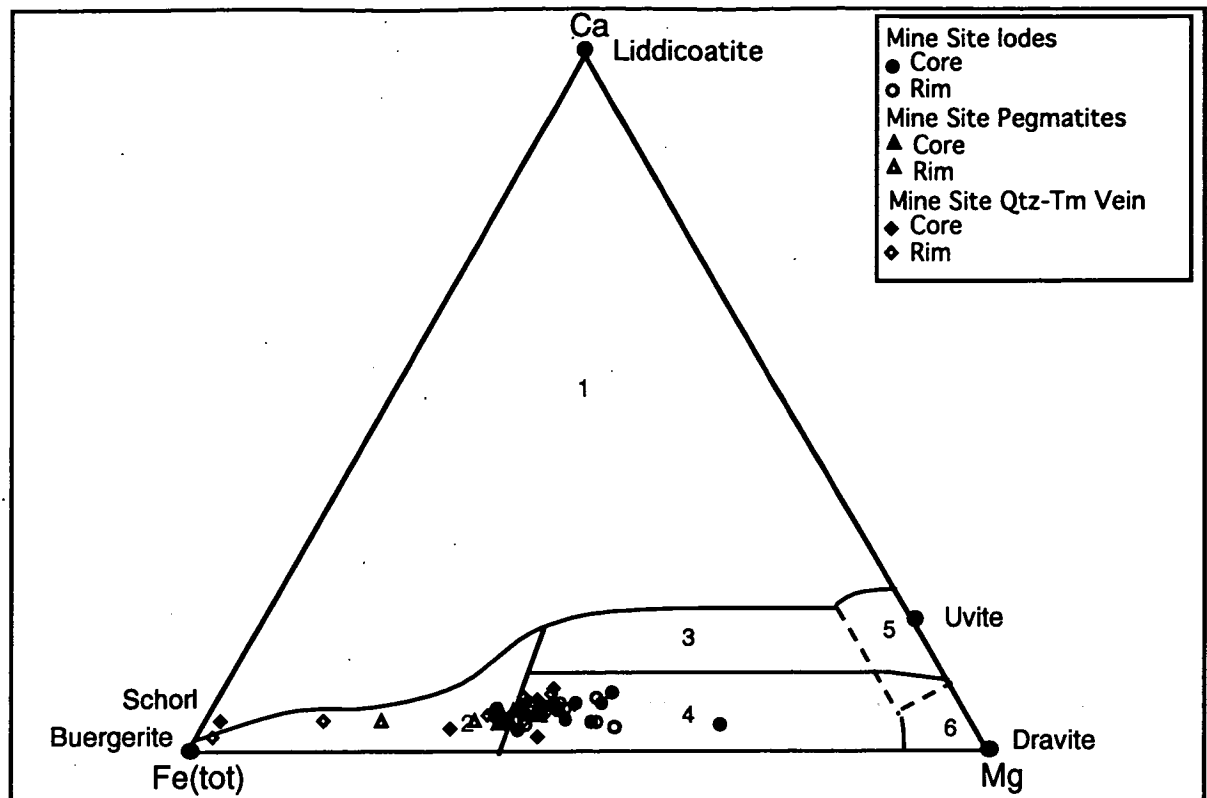 Ca
Liddicoatite
Mine Site lodes
Core
Rim
Mine Site Pegmatites
Core
Rim
Mine Site Qtz-Tm Vein
Core
Rim
1
3
5
Uvite
Schorl
2
4
6
Buergerite
Dravite
Fe(tot)
Mg